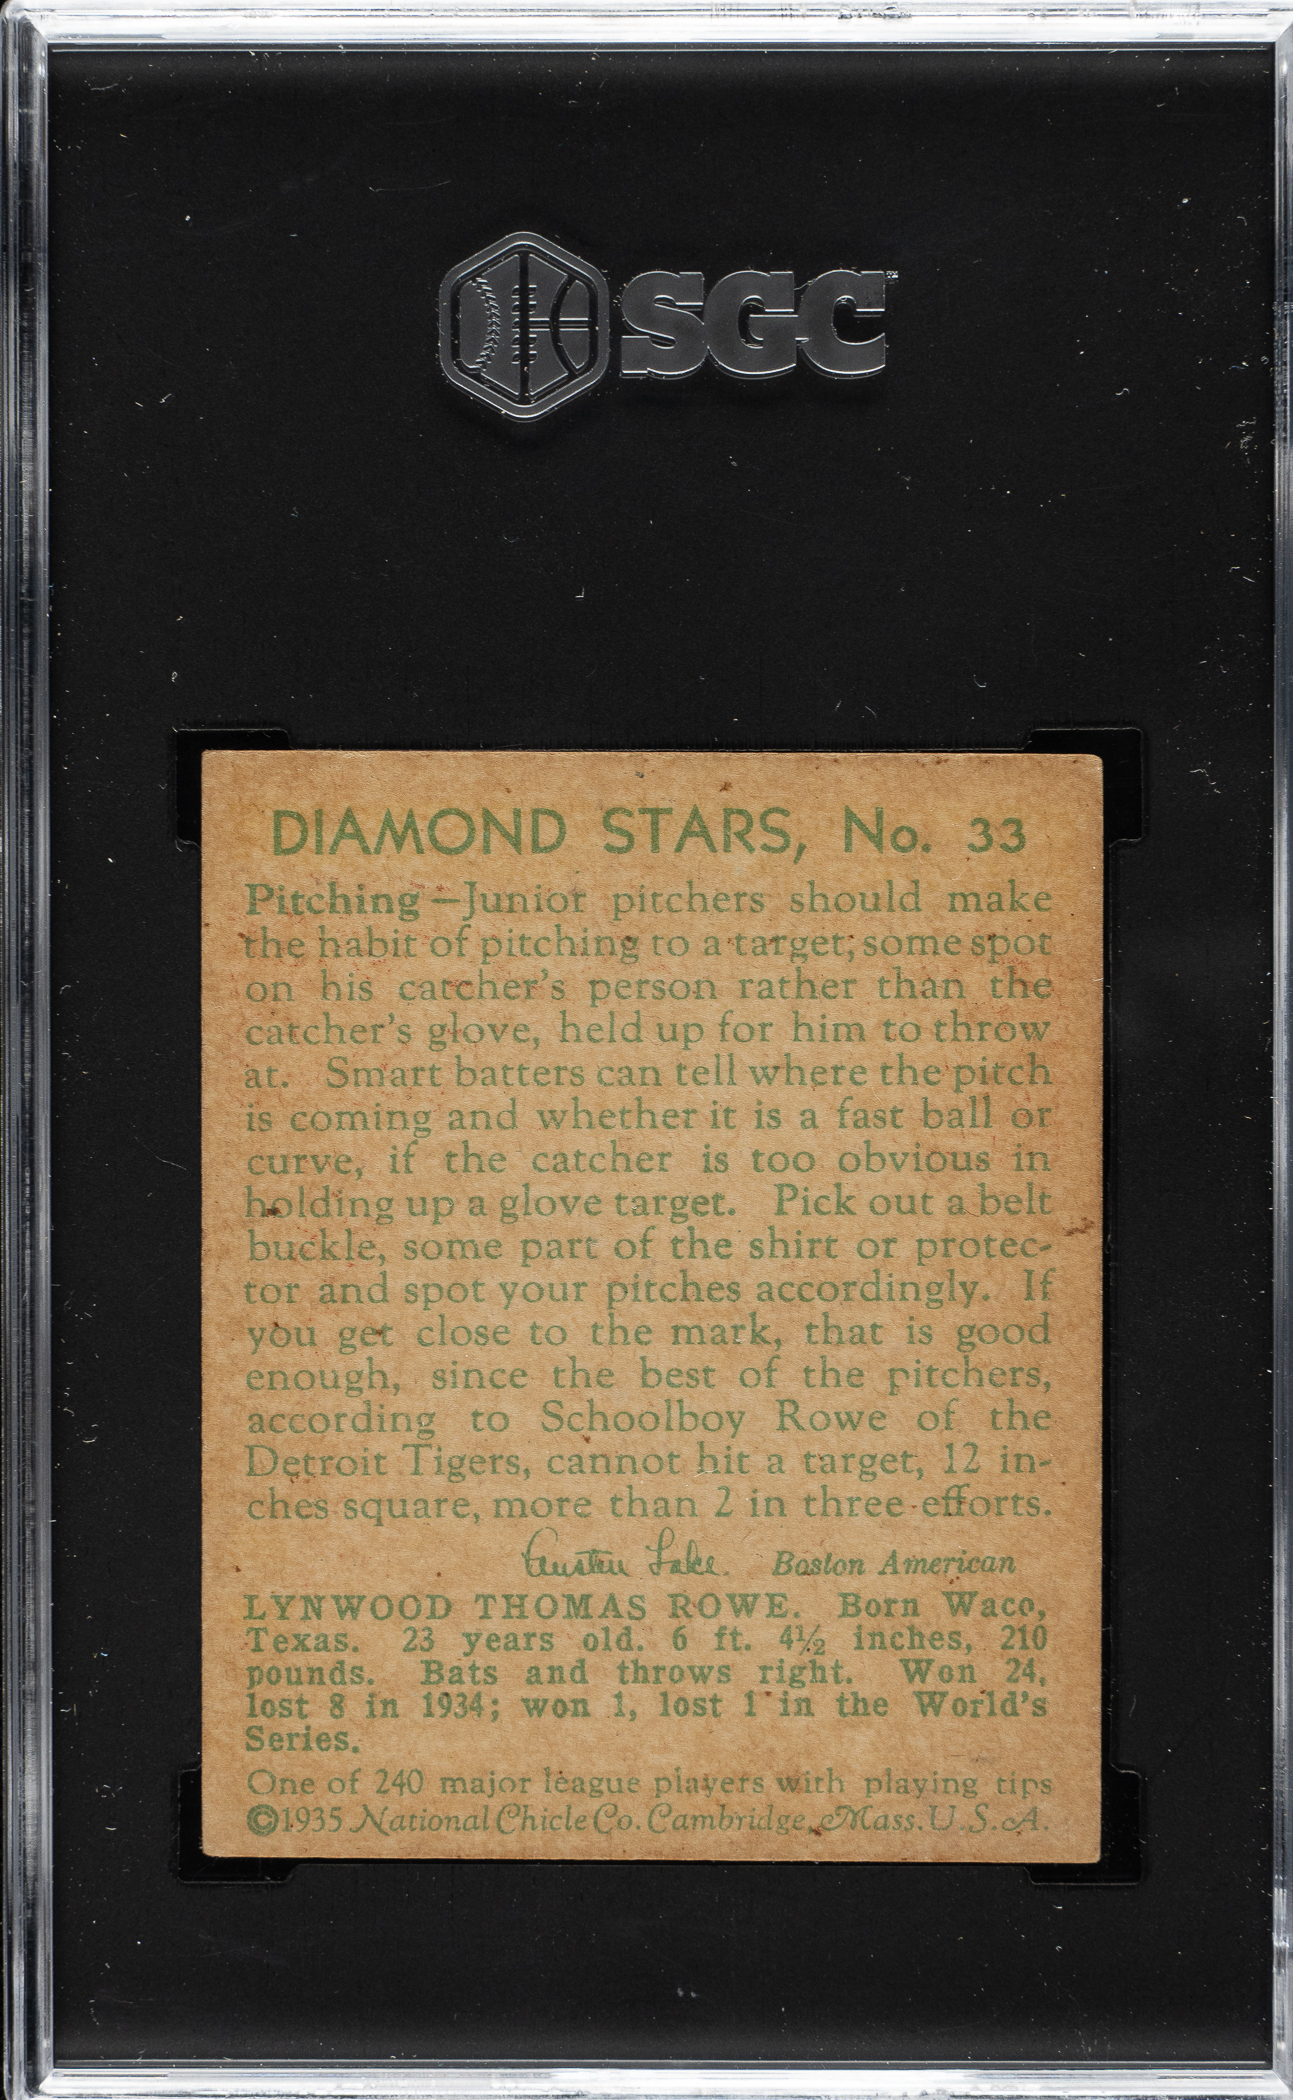 SGC™
DIAMOND STARS, No. 33
Pitching—Junior pitchers should make
the habit of pitching to a target; some spot
on his catcher's person rather than the
catcher's glove, held up for him to throw
at. Smart batters can tell where the pitch
is coming and whether it is a fast ball or
curve, if the catcher is too obvious in
holding up a glove target. Pick out a belt
buckle, some part of the shirt or protec-
tor and spot your pitches accordingly. If
you get close to the mark, that is good
enough, since the best of the pitchers,
according to Schoolboy Rowe of the
Detroit Tigers, cannot hit a target, 12 in-
ches square, more than 2 in three efforts.
Austen Lake. Boston American
LYNWOOD THOMAS ROWE. Born Waco,
Texas. 23 years old. 6 ft. 4½ inches, 210
pounds. Bats and throws right. Won 24,
lost 8 in 1934; won 1, lost 1 in the World's
Series.
One of 240 major league players with playing tips
©1935 National Chicle Co. Cambridge, Mass. U.S.A.